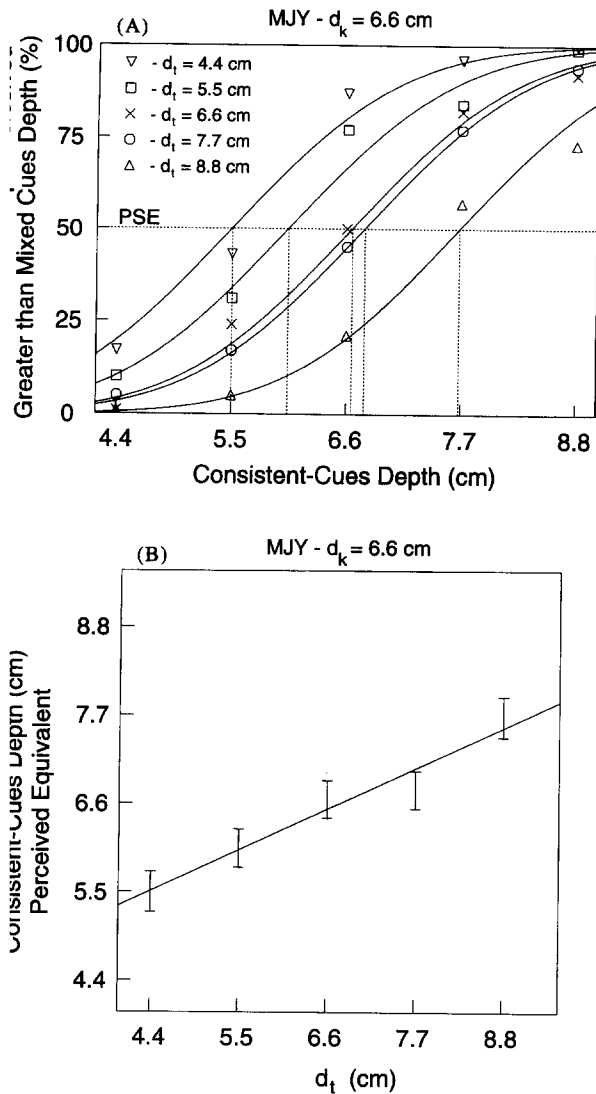 (A)
MJY - dk = 6.6 cm
Greater than Mixed Cues Depth (%)
100
75
50
25
0
- dt = 4.4 cm
- dt = 5.5 cm
- dt = 6.6 cm
- dt = 7.7 cm
- dt = 8.8 cm
PSE
4.4 5.5 6.6 7.7 8.8
Consistent-Cues Depth (cm)
(B)
MJY - dk = 6.6 cm
Consistent-Cues Depth (cm)
Perceived Equivalent
8.8
7.7
6.6
5.5
4.4
4.4 5.5 6.6 7.7 8.8
dt (cm)